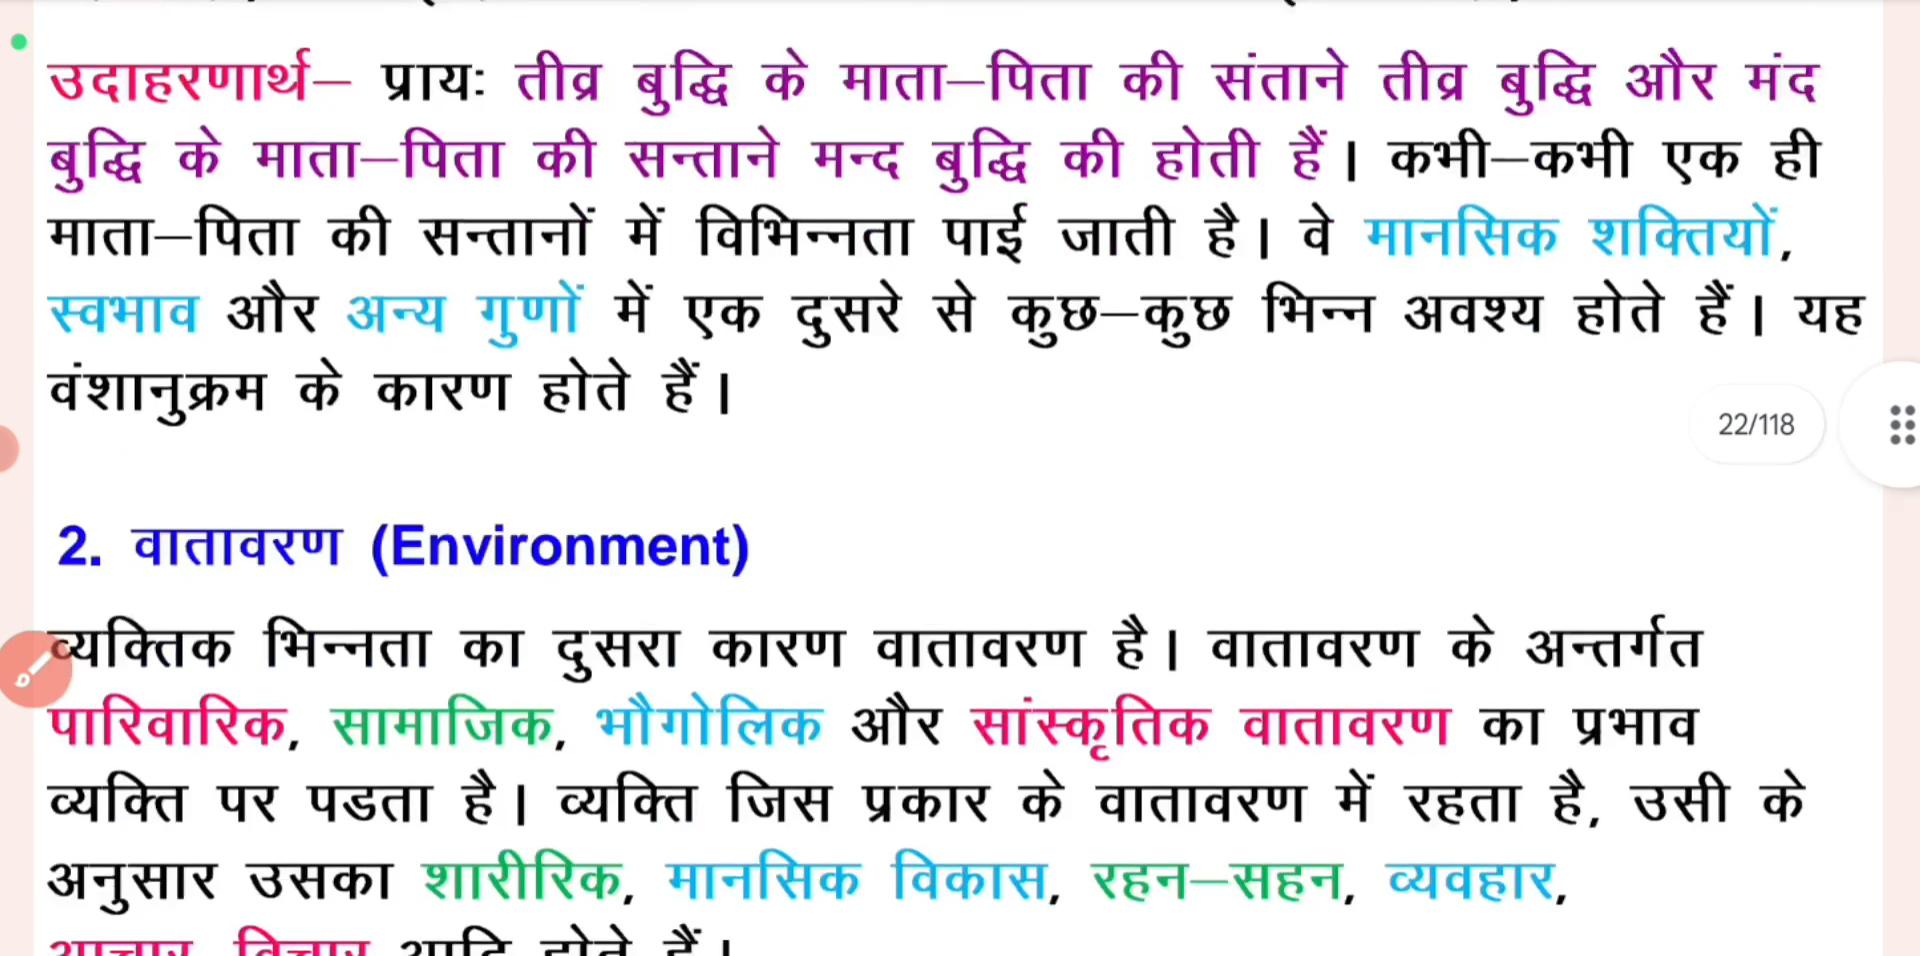 उदाहरणार्थ– प्रायः तीव्र बुद्धि के माता–पिता की संताने तीव्र बुद्धि और मंद
बुद्धि के माता–पिता की सन्ताने मन्द बुद्धि की होती हैं। कभी–कभी एक ही
माता–पिता की सन्तानों में विभिन्नता पाई जाती है। वे मानसिक शक्तियों,
स्वभाव और अन्य गुणों में एक दुसरे से कुछ–कुछ भिन्न अवश्य होते हैं। यह
वंशानुक्रम के कारण होते हैं।
22/118
2. वातावरण (Environment)
व्यक्तिक भिन्नता का दुसरा कारण वातावरण है। वातावरण के अन्तर्गत
पारिवारिक, सामाजिक, भौगोलिक और सांस्कृतिक वातावरण का प्रभाव
व्यक्ति पर पडता है। व्यक्ति जिस प्रकार के वातावरण में रहता है, उसी के
अनुसार उसका शारीरिक, मानसिक विकास, रहन–सहन, व्यवहार,
आचार, विचार आदि होते हैं।